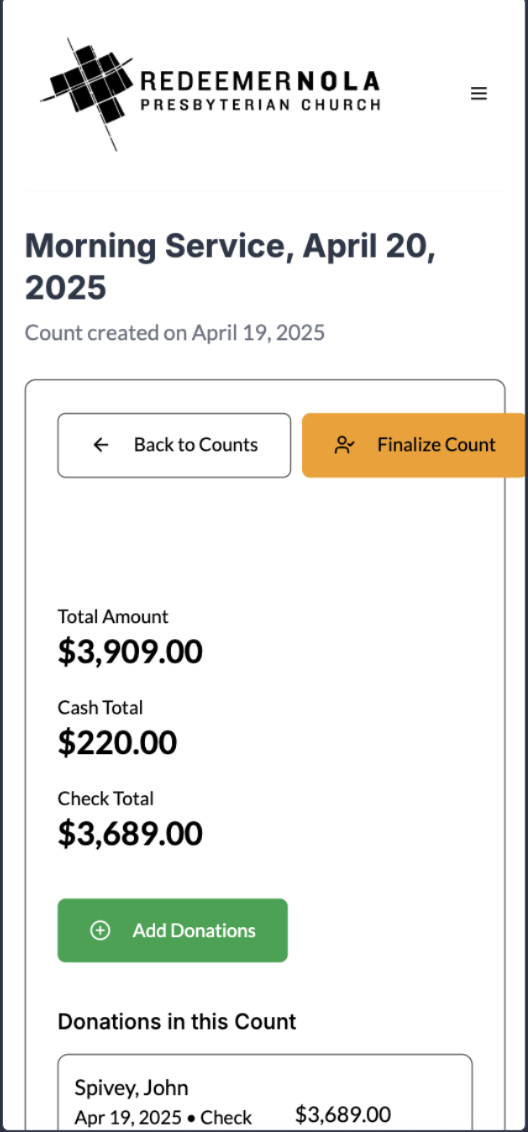 REDEEMERNOLA
PRESBYTERIAN CHURCH
Morning Service, April 20,
2025
Count created on April 19, 2025
Back to Counts
Finalize Count
Total Amount
$3,909.00
Cash Total
$220.00
Check Total
$3,689.00
Add Donations
Donations in this Count
Spivey, John
Apr 19, 2025 • Check
$3,689.00